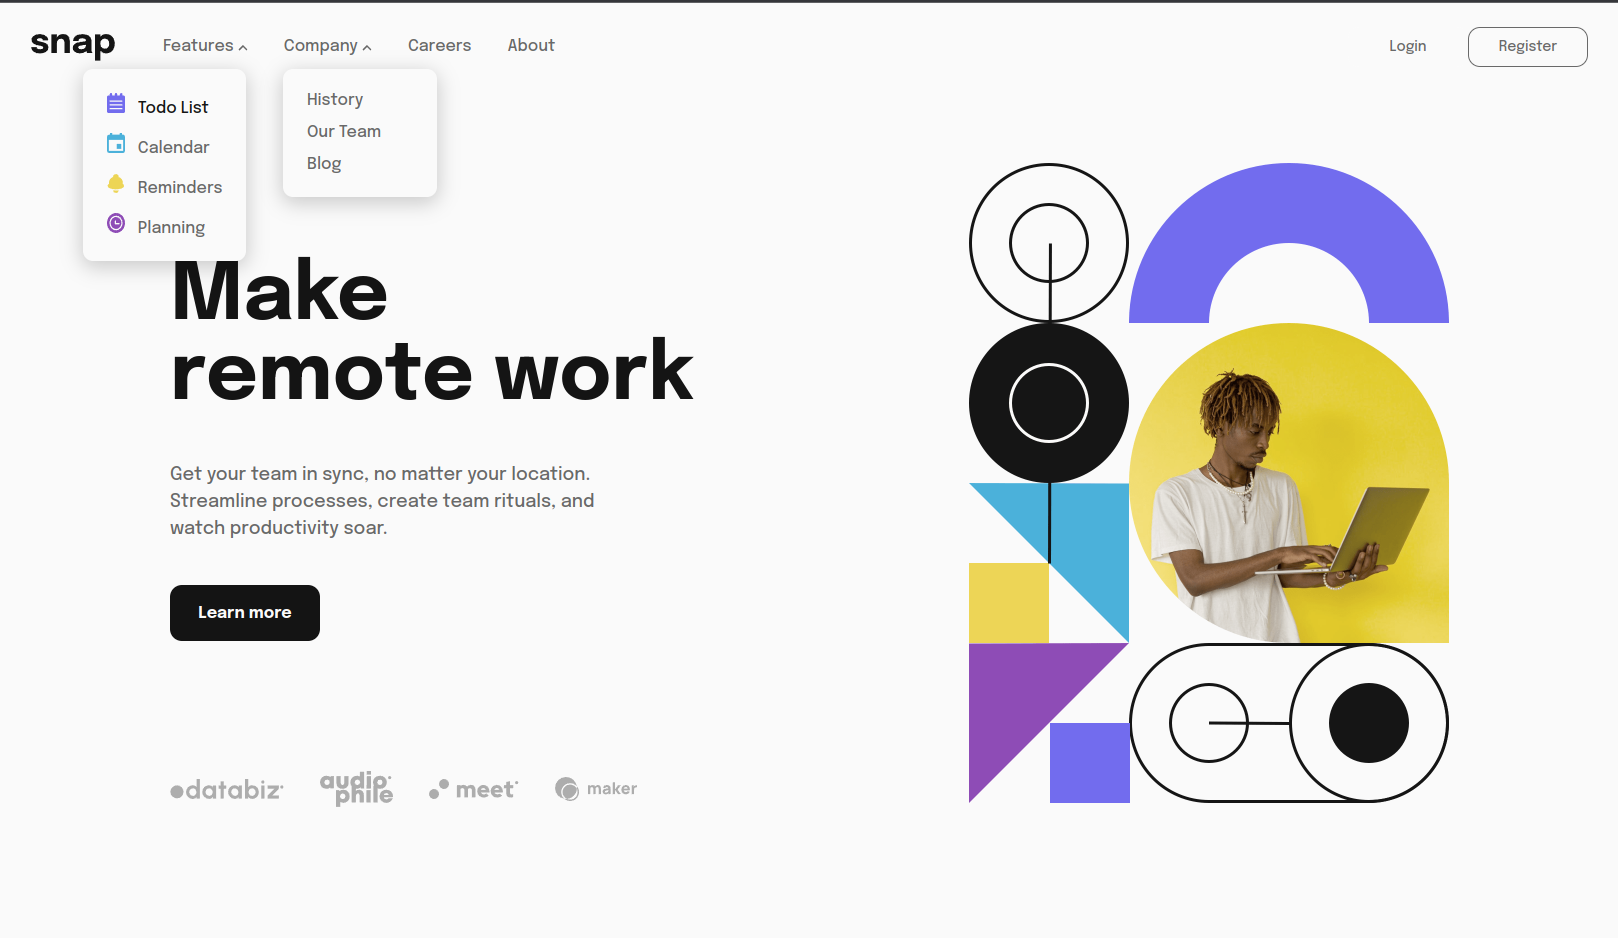 snap
Features
Company
Careers
About
Login
Register
Todo List
Calendar
Reminders
Planning
History
Our Team
Blog
Make
remote work
Get your team in sync, no matter your location.
Streamline processes, create team rituals, and
watch productivity soar.
Learn more
databiz
audio
phile
meet
maker